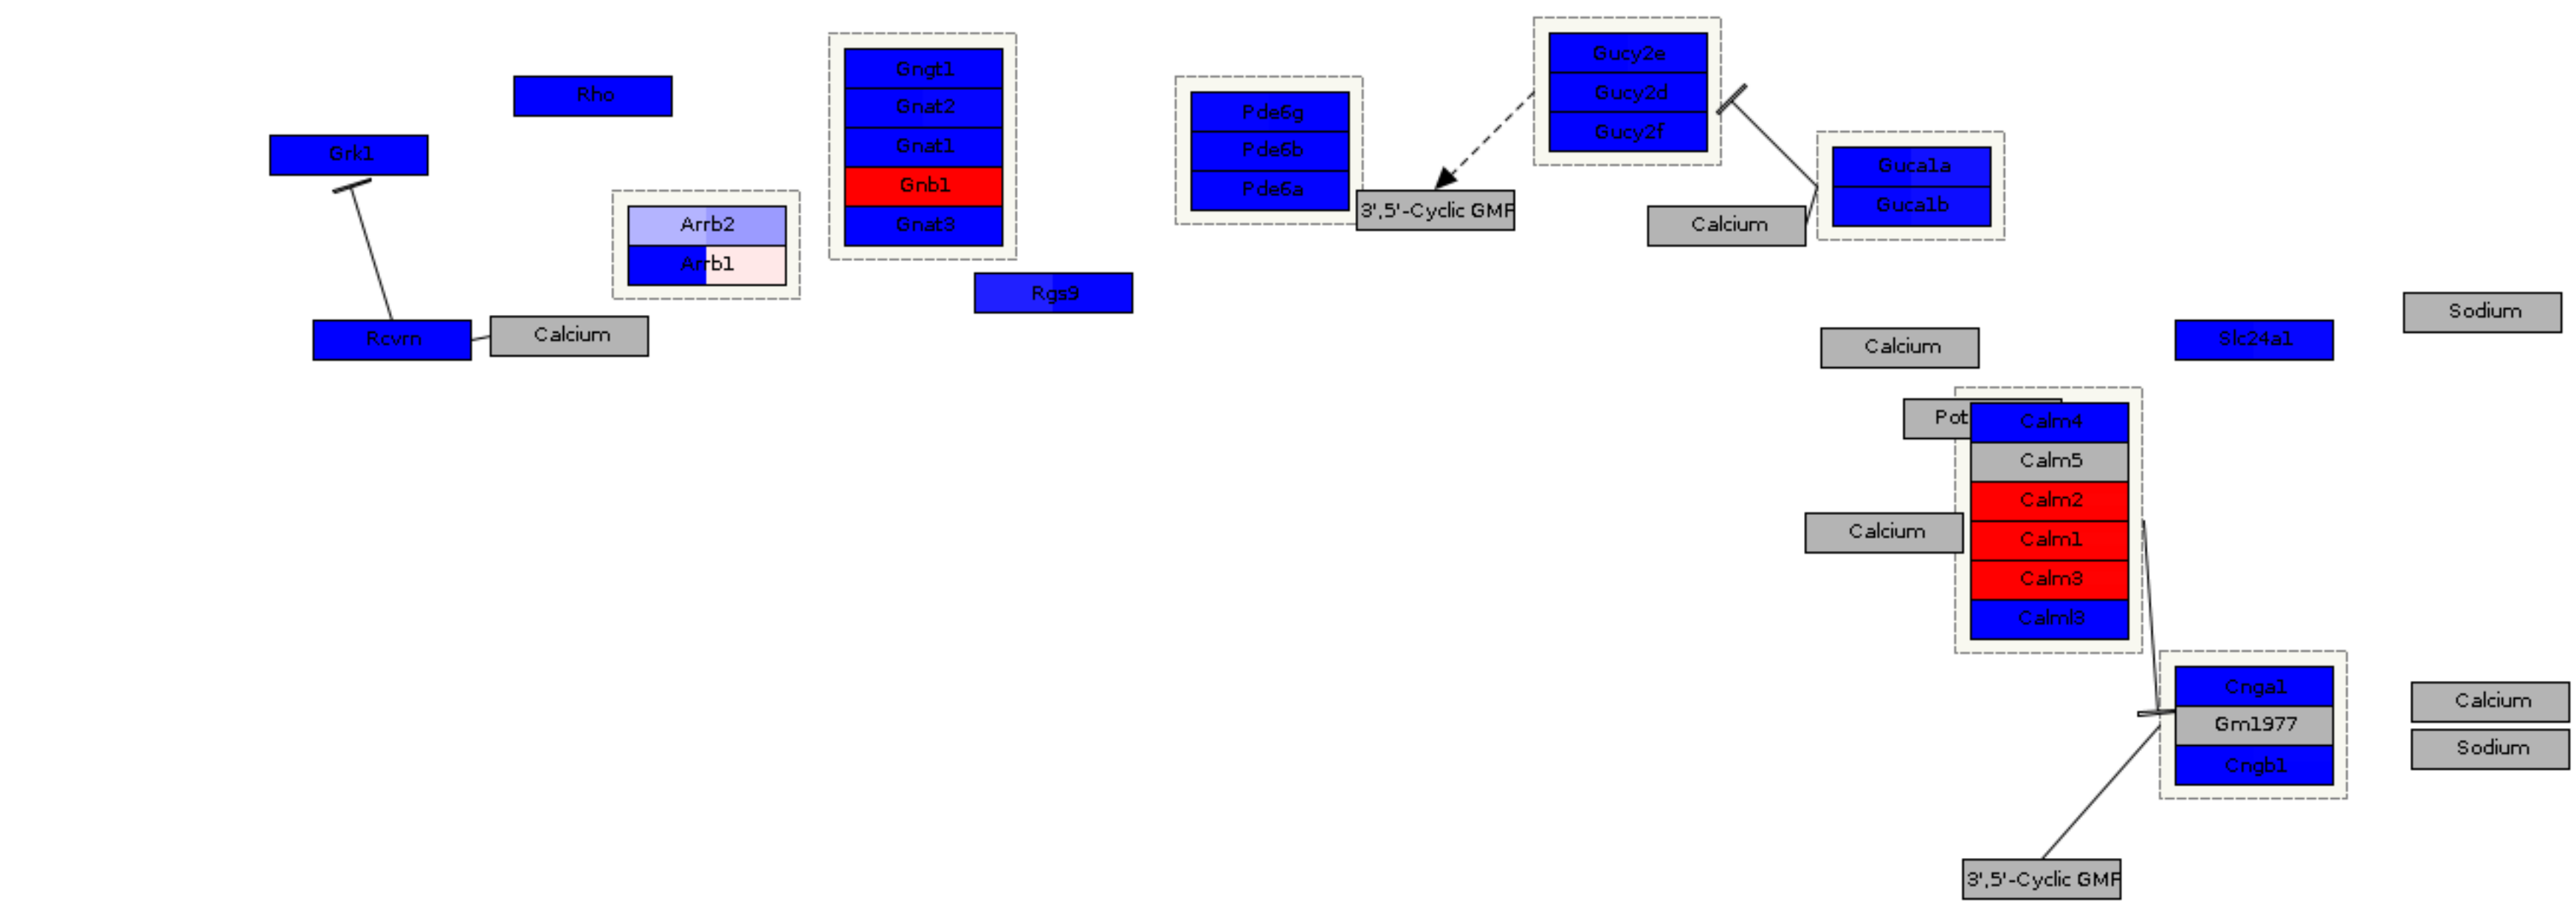 Rho
Grk1
Rcvrn
Calcium
Arrb2
Arrb1
Gngt1
Gnat2
Gnat1
Gnb1
Gnat3
Rgs9
Pde6g
Pde6b
Pde6a
3',5'-Cyclic GMP
Gucy2e
Gucy2d
Gucy2f
Calcium
Guca1a
Guca1b
Sodium
Calcium
Slc24a1
Pot
Calm4
Calm5
Calm2
Calm1
Calm3
Calml3
Calcium
Cnga1
Gm1977
Cngb1
Calcium
Sodium
3',5'-Cyclic GMP